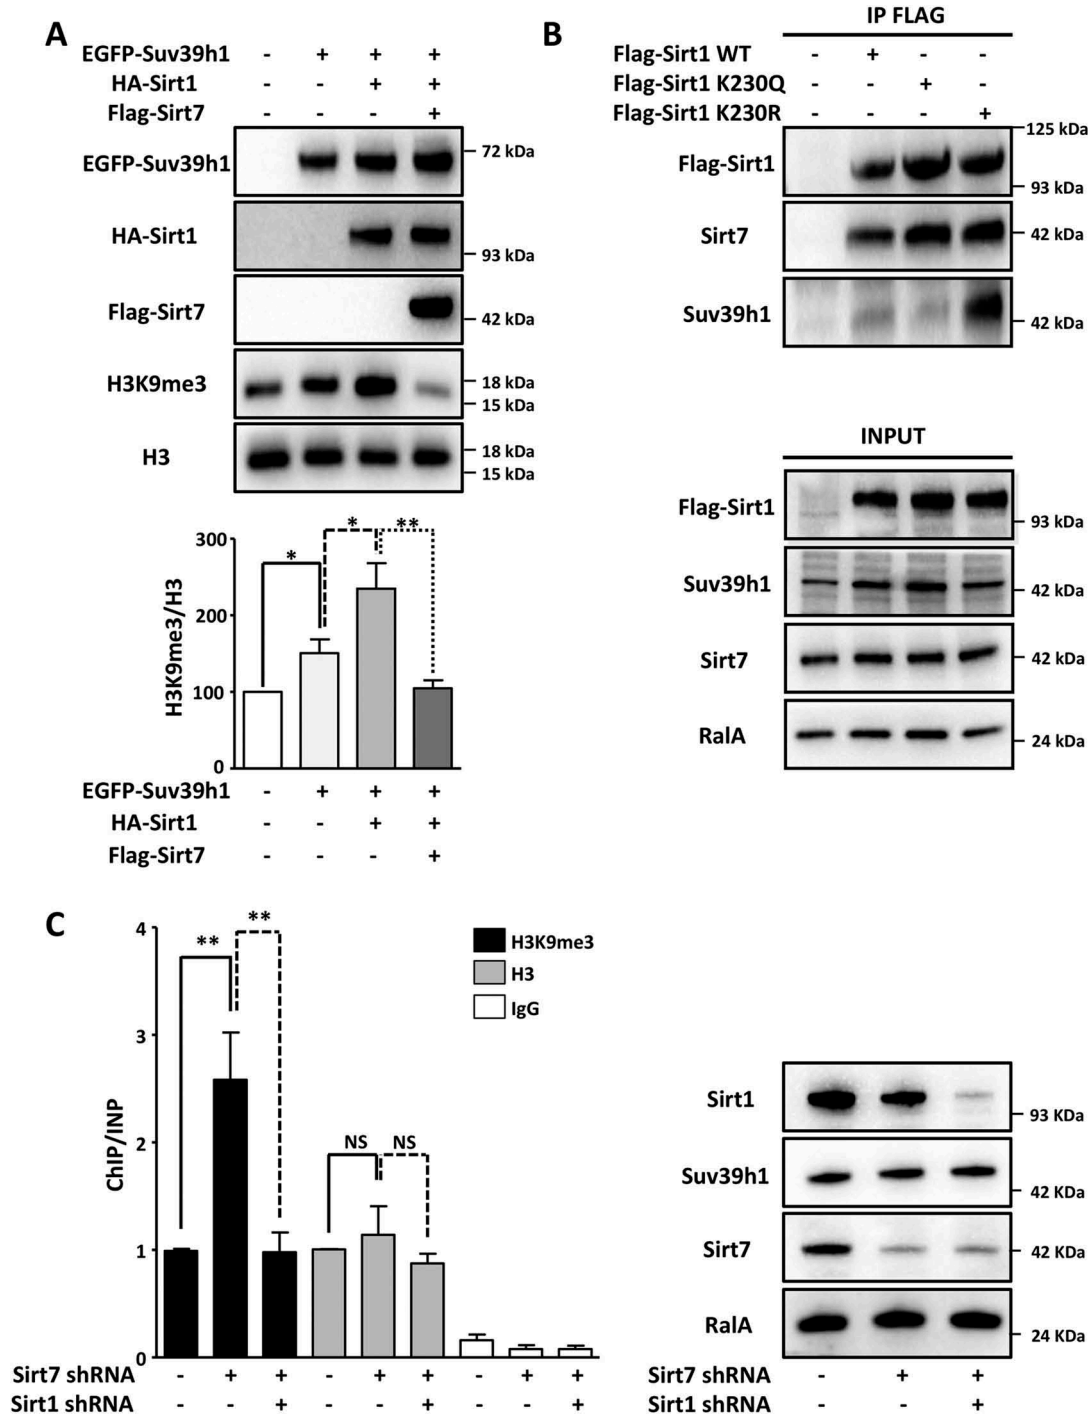 A
EGFP-Suv39h1 - + + +
HA-Sirt1 - - + +
Flag-Sirt7 - - - +
EGFP-Suv39h1 72 kDa
HA-Sirt1 93 kDa
Flag-Sirt7 42 kDa
H3K9me3 18 kDa
15 kDa
H3 18 kDa
15 kDa
* * **
H3K9me3/H3
300
200
100
0
EGFP-Suv39h1 - + + +
HA-Sirt1 - - + +
Flag-Sirt7 - - - +
B
IP FLAG
Flag-Sirt1 WT - + - -
Flag-Sirt1 K230Q - - + -
Flag-Sirt1 K230R - - - +
125 kDa
Flag-Sirt1 93 kDa
Sirt7 42 kDa
Suv39h1 42 kDa
INPUT
Flag-Sirt1 93 kDa
Suv39h1 42 kDa
Sirt7 42 kDa
RalA 24 kDa
C
ChIP/INP
4
3
2
1
0
** **
NS NS
H3K9me3
H3
IgG
Sirt7 shRNA - + + - + + - + +
Sirt1 shRNA - - + - - + - - +
Sirt1 93 KDa
Suv39h1 42 KDa
Sirt7 42 KDa
RalA 24 KDa
Sirt7 shRNA - + +
Sirt1 shRNA - - +